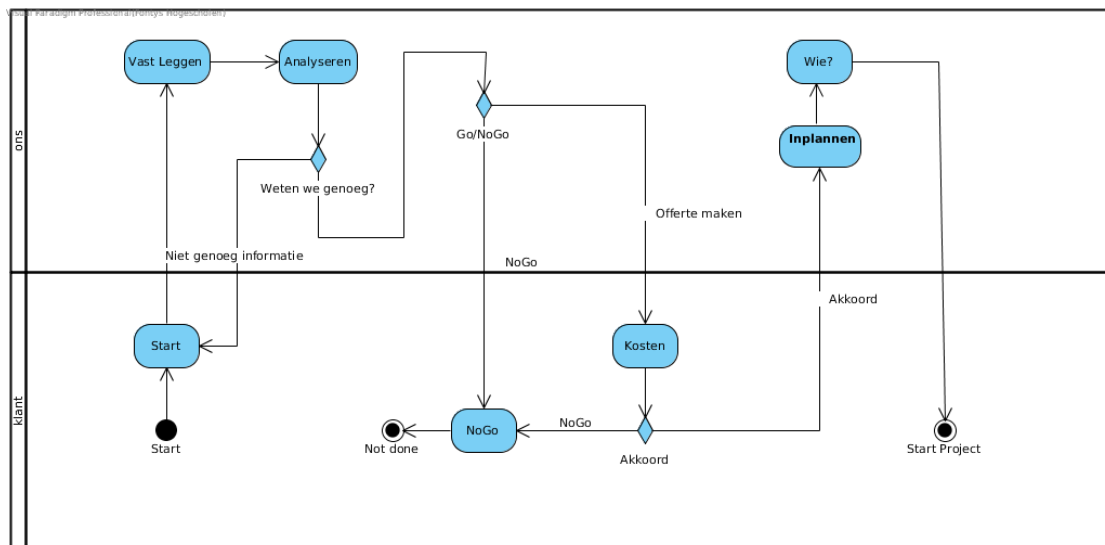 Visual Paradigm Professional(Fontys Hogescholen)
ons
Vast Leggen
Analyseren
Wie?
Go/NoGo
Inplannen
Weten we genoeg?
Offerte maken
Niet genoeg informatie
NoGo
klant
Akkoord
Start
Kosten
NoGo
NoGo
Start
Not done
Akkoord
Start Project